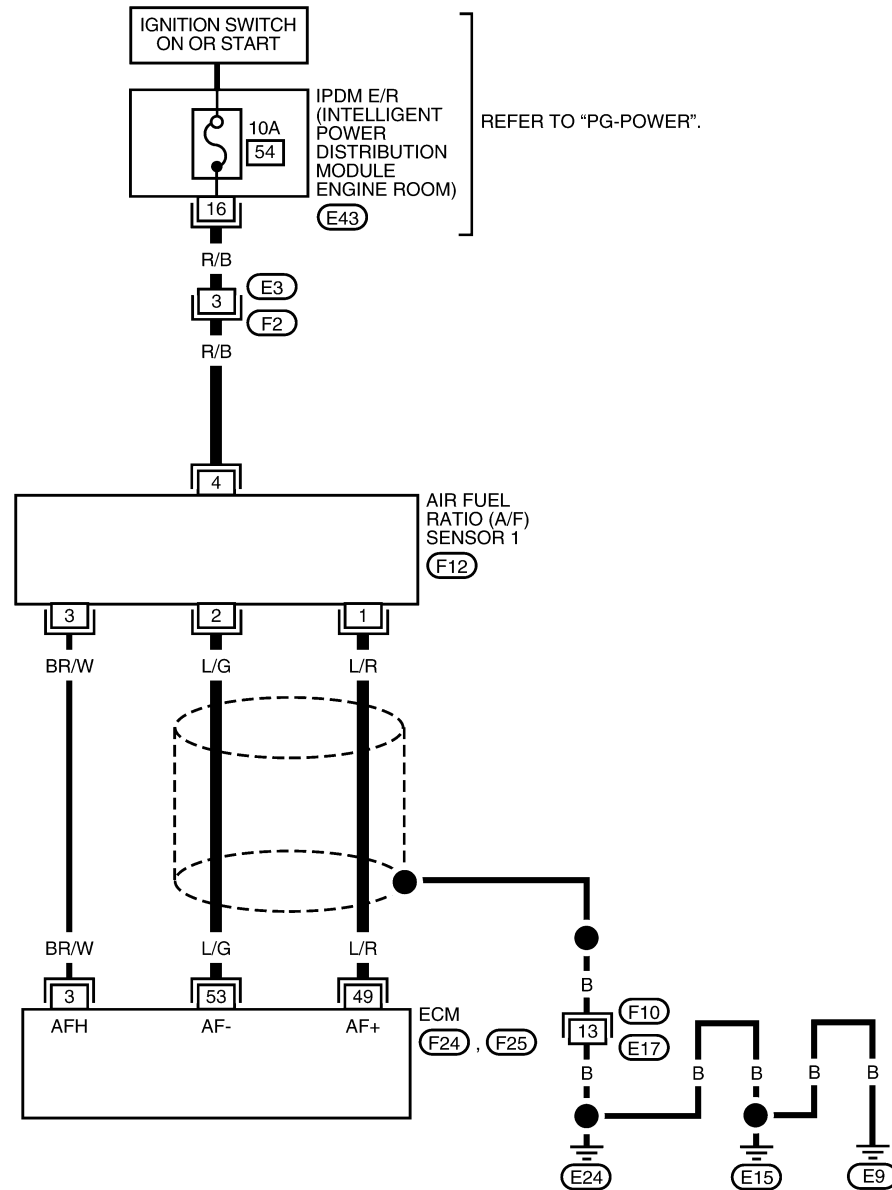 IGNITION SWITCH
ON OR START
IPDM E/R
(INTELLIGENT
POWER
DISTRIBUTION
MODULE
ENGINE ROOM)
10A
54
REFER TO “PG-POWER”.
16
E43
R/B
E3
3
F2
R/B
4
AIR FUEL
RATIO (A/F)
SENSOR 1
F12
3 2 1
BR/W L/G L/R
BR/W L/G L/R
3 53 49
AFH AF- AF+
ECM
F24 , F25
B
F10
13
E17
B B B B B
E24 E15 E9